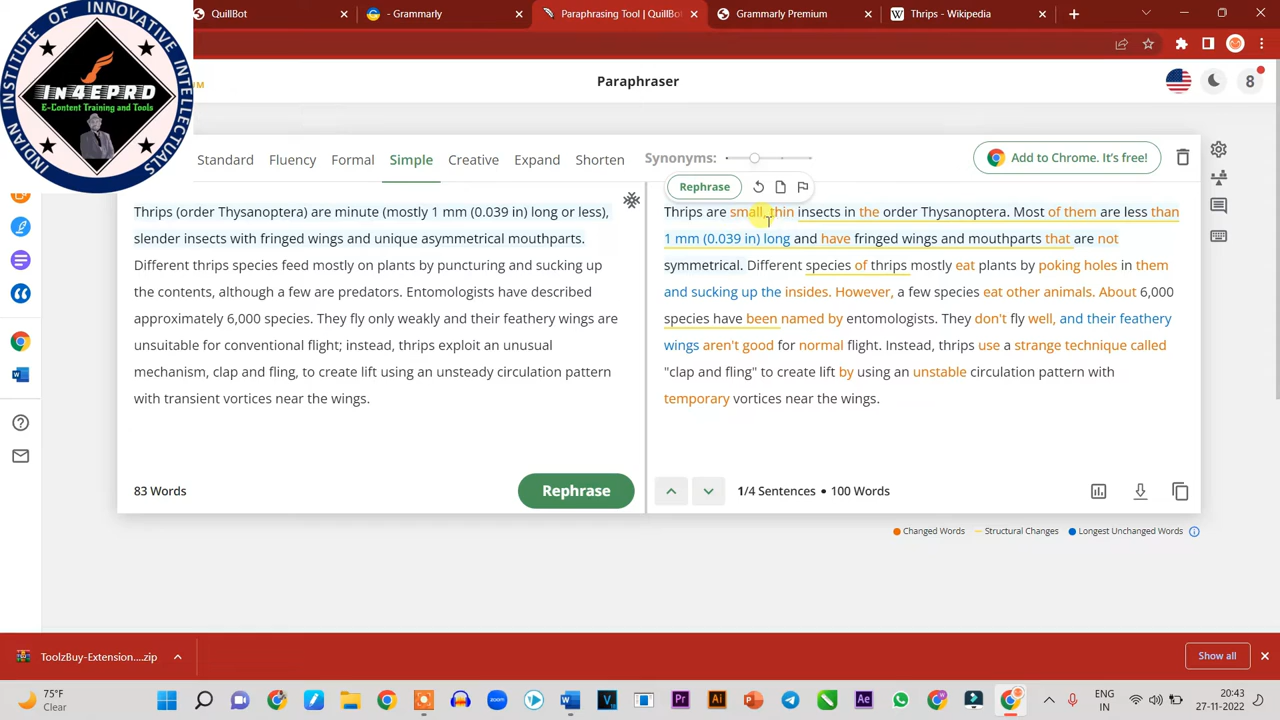 QuillBot
- Grammarly
Paraphrasing Tool | QuillBot
Grammarly Premium
Thrips - Wikipedia
INDIAN INSTITUTE OF INNOVATIVE INTELLECTUALS
In4EPRD
E-Content Training and Tools
Paraphraser
8
Standard Fluency Formal Simple Creative Expand Shorten Synonyms:
Add to Chrome. It's free!
Rephrase
Thrips (order Thysanoptera) are minute (mostly 1 mm (0.039 in) long or less),
slender insects with fringed wings and unique asymmetrical mouthparts.
Different thrips species feed mostly on plants by puncturing and sucking up
the contents, although a few are predators. Entomologists have described
approximately 6,000 species. They fly only weakly and their feathery wings are
unsuitable for conventional flight; instead, thrips exploit an unusual
mechanism, clap and fling, to create lift using an unsteady circulation pattern
with transient vortices near the wings.
Thrips are small, thin insects in the order Thysanoptera. Most of them are less than
1 mm (0.039 in) long and have fringed wings and mouthparts that are not
symmetrical. Different species of thrips mostly eat plants by poking holes in them
and sucking up the insides. However, a few species eat other animals. About 6,000
species have been named by entomologists. They don't fly well, and their feathery
wings aren't good for normal flight. Instead, thrips use a strange technique called
"clap and fling" to create lift by using an unstable circulation pattern with
temporary vortices near the wings.
83 Words
Rephrase
1/4 Sentences • 100 Words
Changed Words Structural Changes Longest Unchanged Words
ToolzBuy-Extension....zip
Show all
75°F
Clear
ENG
IN
20:43
27-11-2022